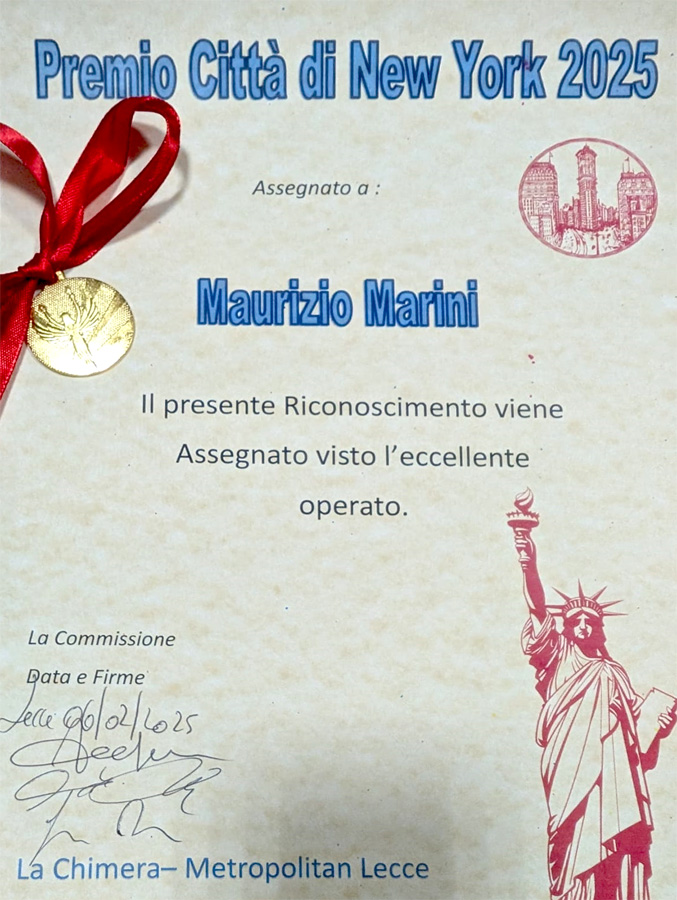 Premio Città di New York 2025
Assegnato a :
Maurizio Marini
Il presente Riconoscimento viene
Assegnato visto l’eccellente
operato.
La Commissione
Data e Firme
Lecce 06/02/2025
La Chimera– Metropolitan Lecce